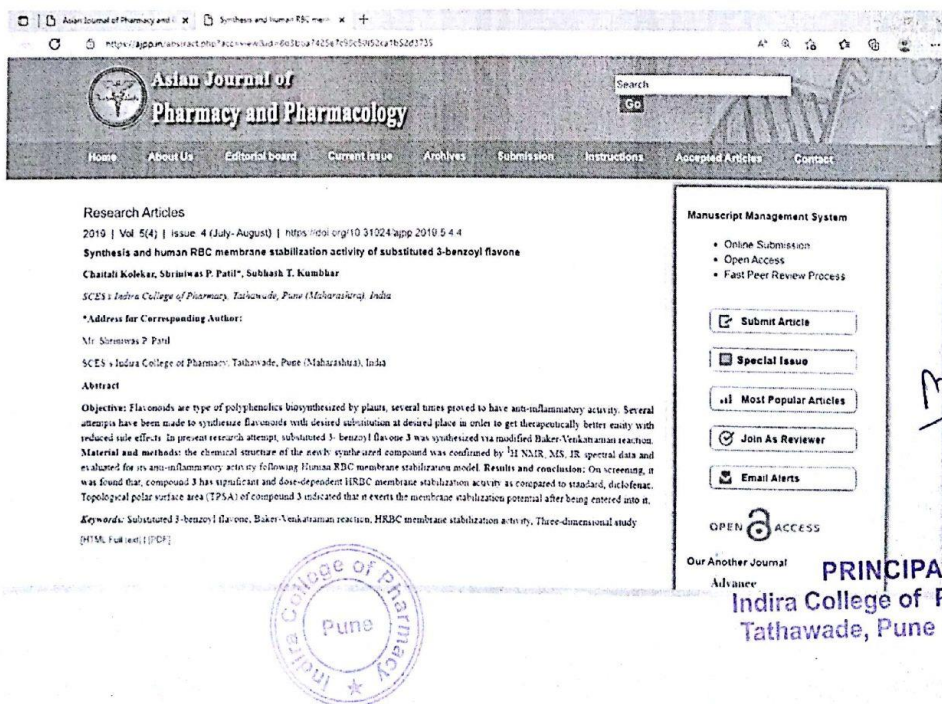 Asian Journal of Pharmacy and
Synthesis and human RBC mem
Asian Journal of
Pharmacy and Pharmacology
Search
Go
Home About Us Editorial board Current Issue Archives Submission Instructions Accepted Articles Contact
Research Articles
2019 | Vol 5(4) | Issue 4 (July-August) | https://doi.org/10.31024/ajpp.2019.5.4.4
Synthesis and human RBC membrane stabilization activity of substituted 3-benzoyl flavone
Chaitali Kolekar, Shriniwas P. Patil*, Subhash T. Kumbhar
SCES's Indira College of Pharmacy, Tathawade, Pune (Maharashtra), India
*Address for Corresponding Author:
Mr. Shriniwas P. Patil
SCES's Indira College of Pharmacy, Tathawade, Pune (Maharashtra), India
Abstract
Objective: Flavonoids are type of polyphenolics biosynthesized by plants, several times proved to have anti-inflammatory activity. Several
attempts have been made to synthesize flavonoids with desired substitution at desired place in order to get therapeutically better entity with
reduced side effects. In present research attempt, substituted 3- benzoyl flavone 3 was synthesized via modified Baker-Venkatraman reaction.
Material and methods: the chemical structure of the newly synthesized compound was confirmed by ¹H NMR, MS, IR spectral data and
evaluated for its anti-inflammatory activity following Human RBC membrane stabilization model. Results and conclusion: On screening, it
was found that, compound 3 has significant and dose-dependent HRBC membrane stabilization activity as compared to standard, diclofenac.
Topological polar surface area (TPSA) of compound 3 indicated that it exerts the membrane stabilization potential after being entered into it.
Keywords: Substituted 3-benzoyl flavone, Baker-Venkatraman reaction, HRBC membrane stabilization activity, Three-dimensional study
[HTML Full text] [PDF]
Manuscript Management System
Online Submission
Open Access
Fast Peer Review Process
Submit Article
Special Issue
Most Popular Articles
Join As Reviewer
Email Alerts
OPEN ACCESS
Our Another Journal
Advance
Indira College of Pharmacy
Pune
PRINCIPA
Indira College of P
Tathawade, Pune